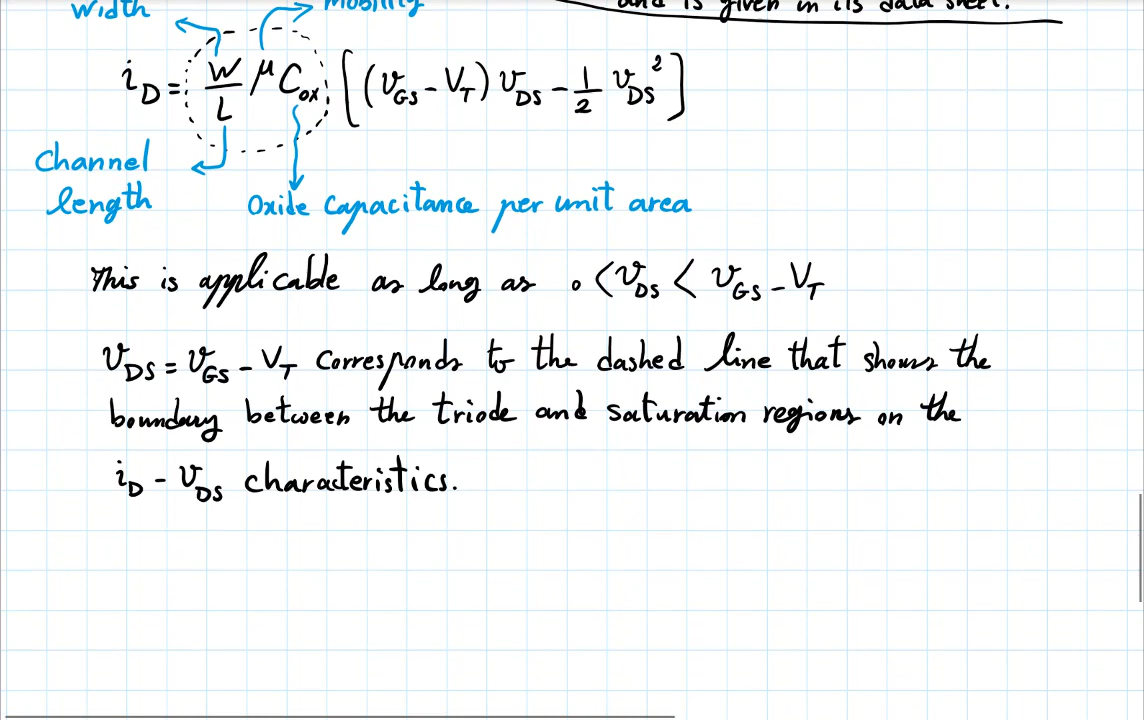 Width
Mobility
and is given in its data sheet.
i_D = W/L μ C_ox [(v_GS - V_T) v_DS - 1/2 v_DS^2]
Channel
length
Oxide capacitance per unit area
This is applicable as long as 0 < v_DS < v_GS - V_T
v_DS = v_GS - V_T corresponds to the dashed line that shows the
boundary between the triode and saturation regions on the
i_D - v_DS characteristics.